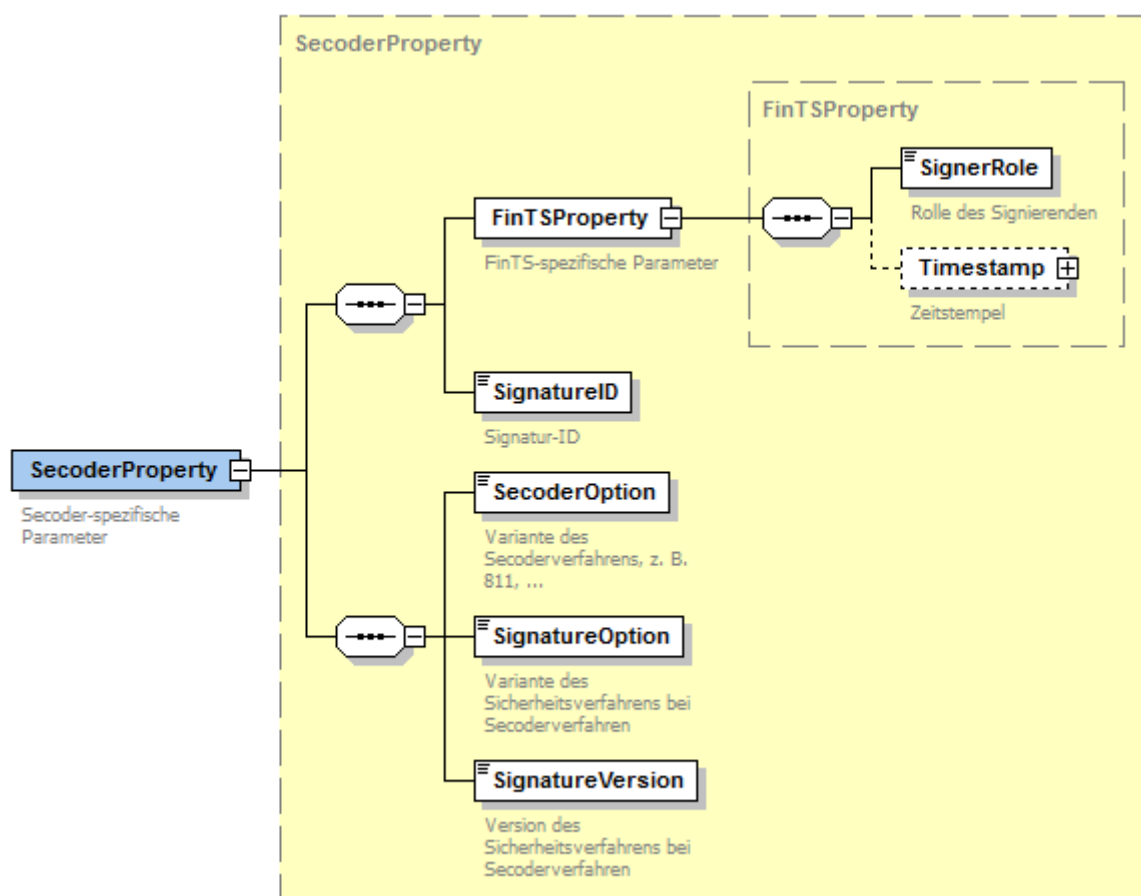 SecoderProperty
FinTSProperty
SignerRole
Rolle des Signierenden
FinTSProperty
FinTS-spezifische Parameter
Timestamp
Zeitstempel
SignatureID
Signatur-ID
SecoderProperty
Secoder-spezifische
Parameter
SecoderOption
Variante des
Secoderverfahrens, z. B.
811, ...
SignatureOption
Variante des
Sicherheitsverfahrens bei
Secoderverfahren
SignatureVersion
Version des
Sicherheitsverfahrens bei
Secoderverfahren